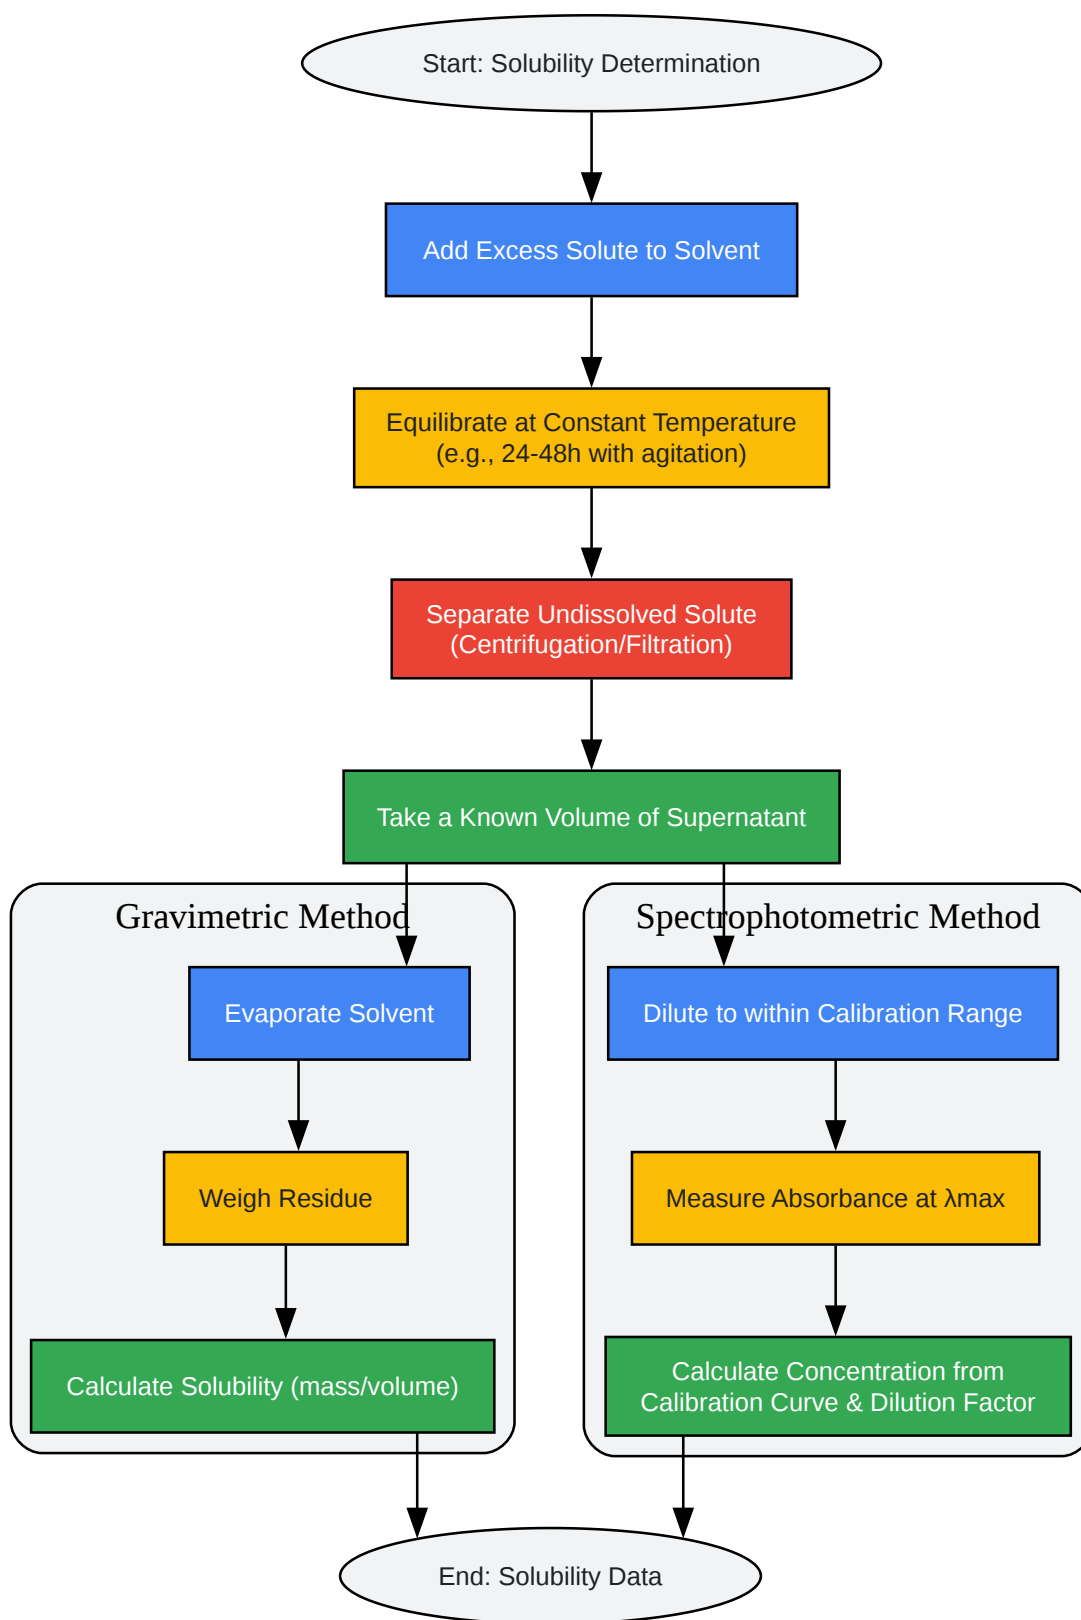 Start: Solubility Determination
Add Excess Solute to Solvent
Equilibrate at Constant Temperature
(e.g., 24-48h with agitation)
Separate Undissolved Solute
(Centrifugation/Filtration)
Take a Known Volume of Supernatant
Gravimetric Method
Evaporate Solvent
Weigh Residue
Calculate Solubility (mass/volume)
Spectrophotometric Method
Dilute to within Calibration Range
Measure Absorbance at λmax
Calculate Concentration from
Calibration Curve & Dilution Factor
End: Solubility Data